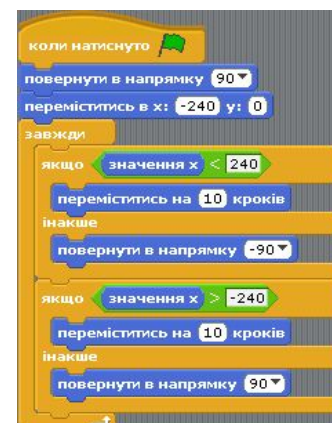 коли натиснуто
повернути в напрямку 90
переміститись в x: -240 y: 0
завжди
якщо значення x < 240
переміститись на 10 кроків
інакше
повернути в напрямку -90
якщо значення x > -240
переміститись на 10 кроків
інакше
повернути в напрямку 90